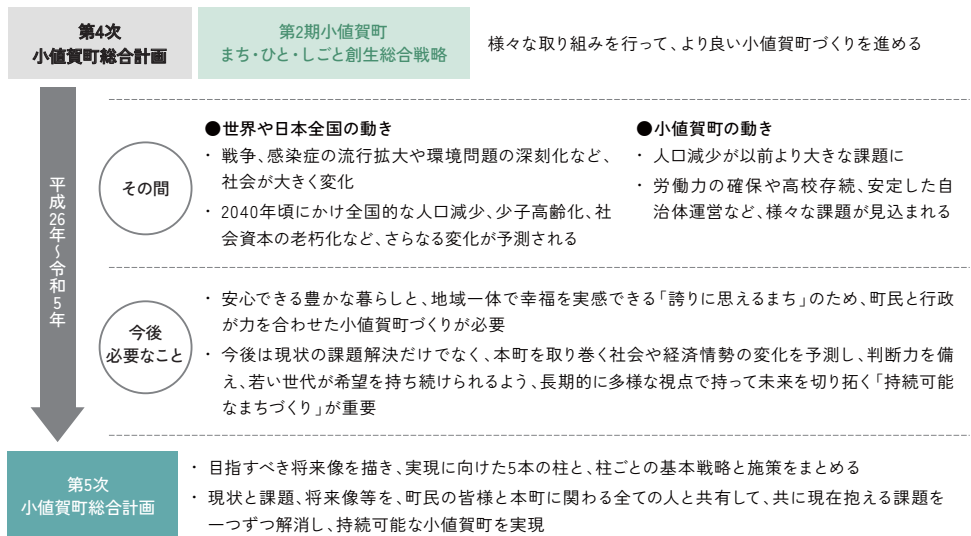 第4次
小値賀町総合計画
第2期小値賀町
まち・ひと・しごと創生総合戦略
様々な取り組みを行って、より良い小値賀町づくりを進める
平成26年～令和5年
その間
●世界や日本全国の動き
・ 戦争、感染症の流行拡大や環境問題の深刻化など、
社会が大きく変化
・ 2040年頃にかけ全国的な人口減少、少子高齢化、社
会資本の老朽化など、さらなる変化が予測される
●小値賀町の動き
・ 人口減少が以前より大きな課題に
・ 労働力の確保や高校存続、安定した自
治体運営など、様々な課題が見込まれる
今後
必要なこと
・ 安心できる豊かな暮らしと、地域一体で幸福を実感できる「誇りに思えるまち」のため、町民と行政
が力を合わせた小値賀町づくりが必要
・ 今後は現状の課題解決だけでなく、本町を取り巻く社会や経済情勢の変化を予測し、判断力を備
え、若い世代が希望を持ち続けられるよう、長期的に多様な視点で持って未来を切り拓く「持続可能
なまちづくり」が重要
第5次
小値賀町総合計画
・ 目指すべき将来像を描き、実現に向けた5本の柱と、柱ごとの基本戦略と施策をまとめる
・ 現状と課題、将来像等を、町民の皆様と本町に関わる全ての人と共有して、共に現在抱える課題を
一つずつ解消し、持続可能な小値賀町を実現